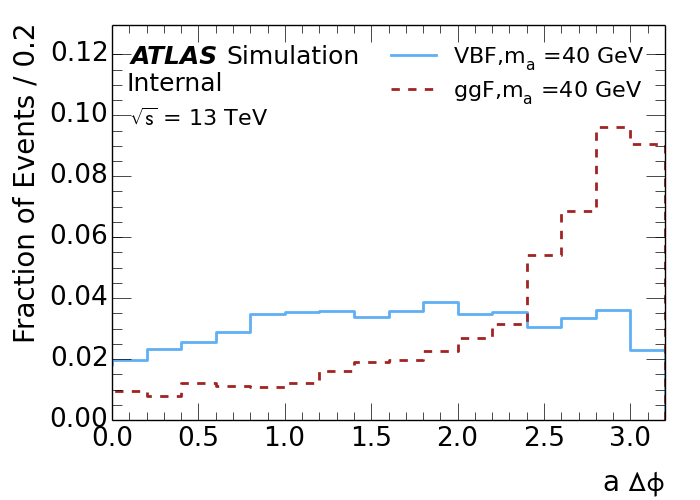 ATLAS Simulation
Internal
√s = 13 TeV
VBF,mₐ =40 GeV
ggF,mₐ =40 GeV
Fraction of Events / 0.2
0.12
0.10
0.08
0.06
0.04
0.02
0.00
0.0 0.5 1.0 1.5 2.0 2.5 3.0
a Δϕ